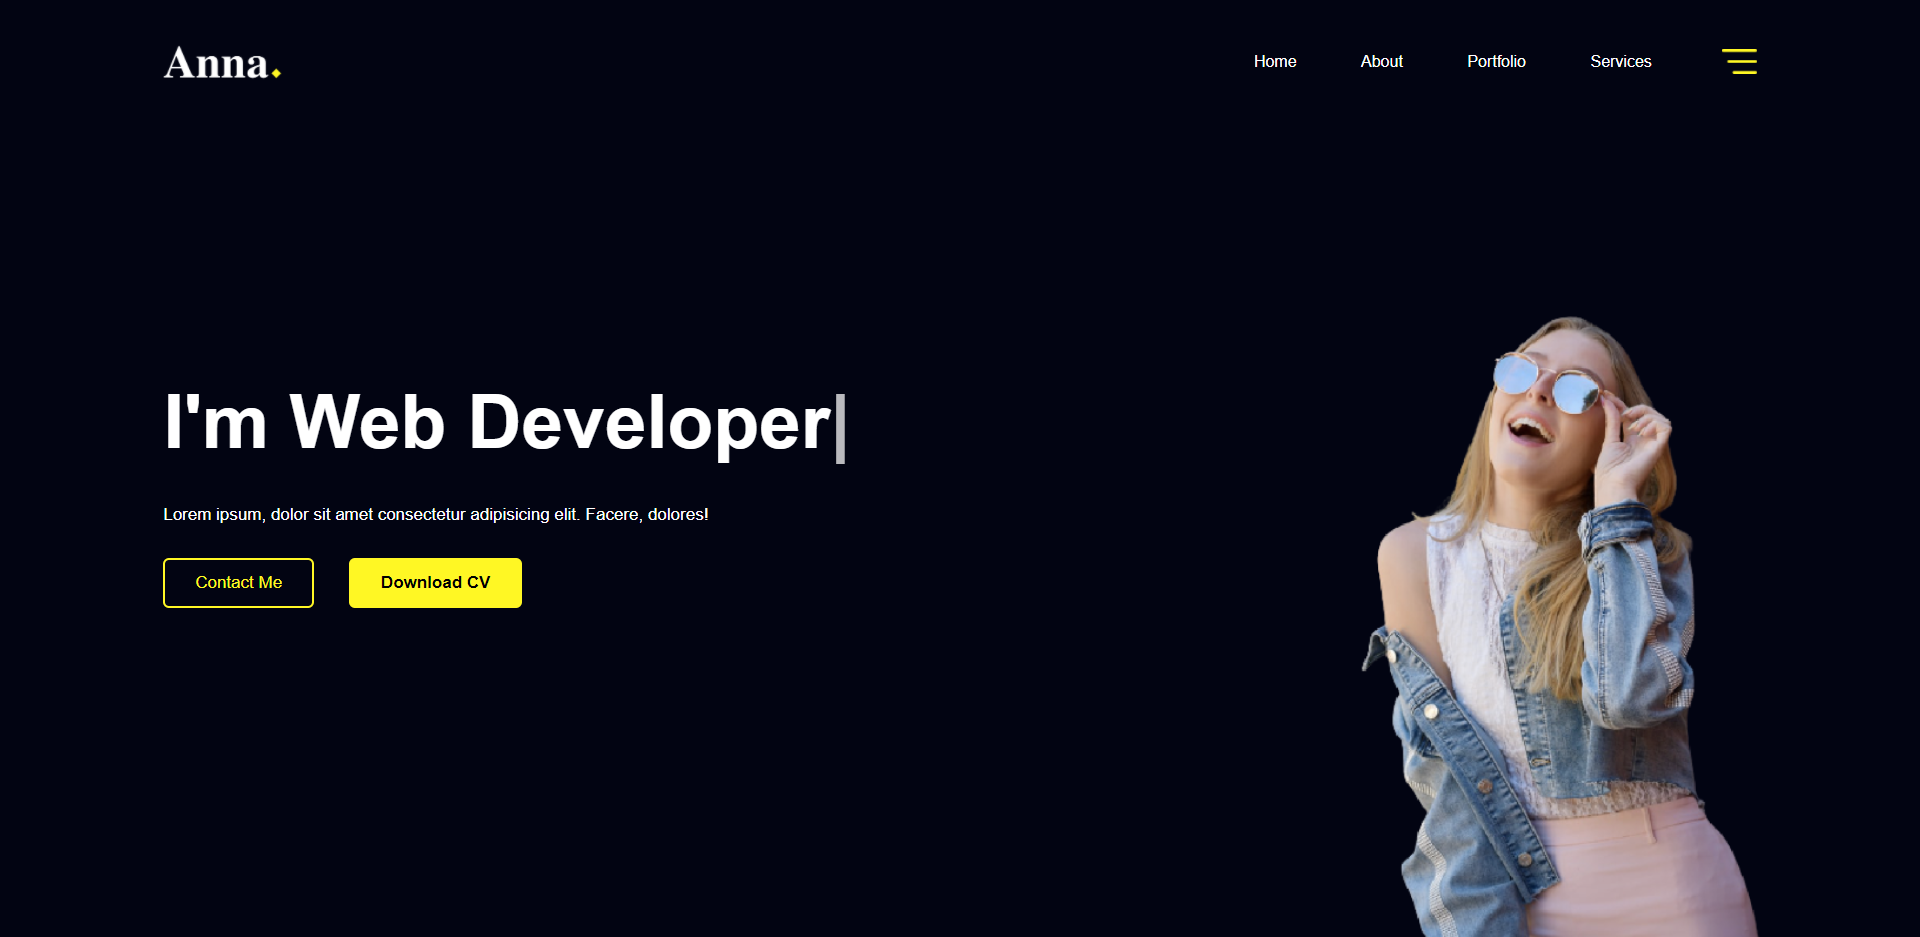 Anna.
Home About Portfolio Services
I'm Web Developer|
Lorem ipsum, dolor sit amet consectetur adipisicing elit. Facere, dolores!
Contact Me Download CV